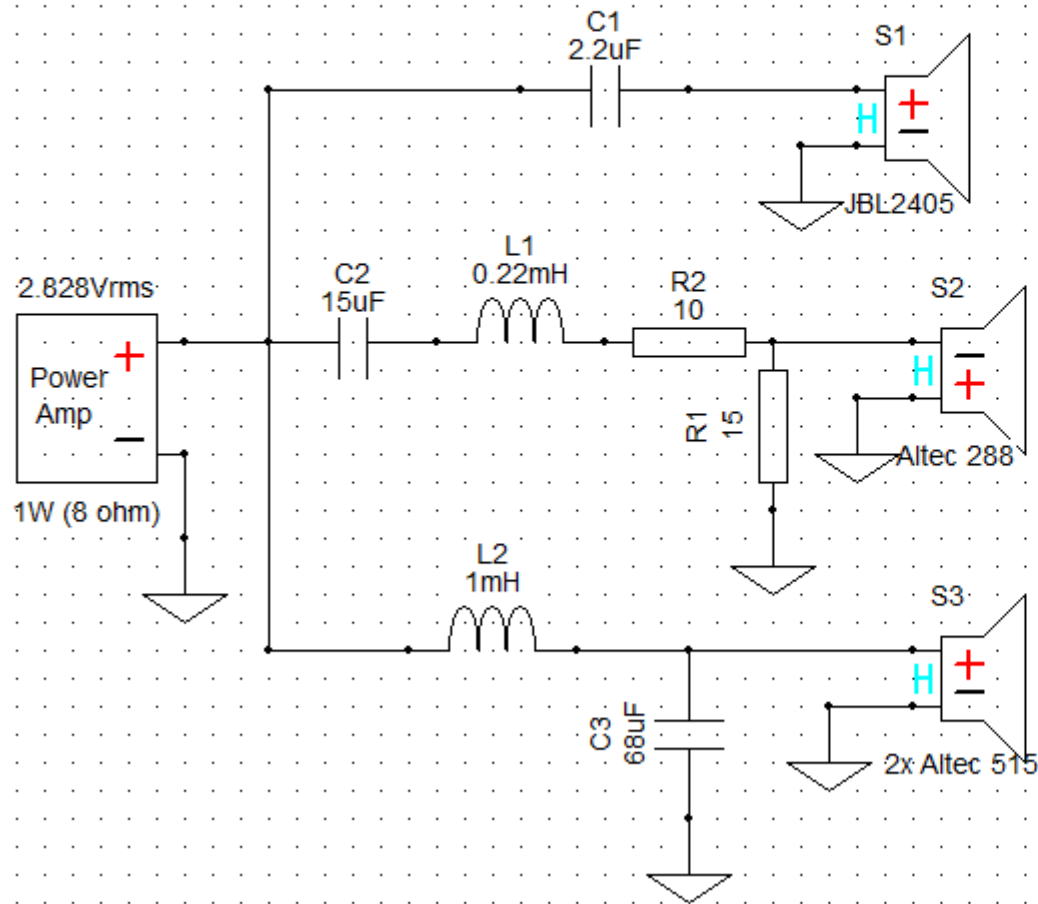 C1
2.2uF
S1
H
+
−
JBL2405
2.828Vrms
+
Power
Amp
−
1W (8 ohm)
C2
15uF
L1
0.22mH
R2
10
S2
H
−
+
R1
15
Altec 288
L2
1mH
S3
H
+
−
C3
68uF
2x Altec 515